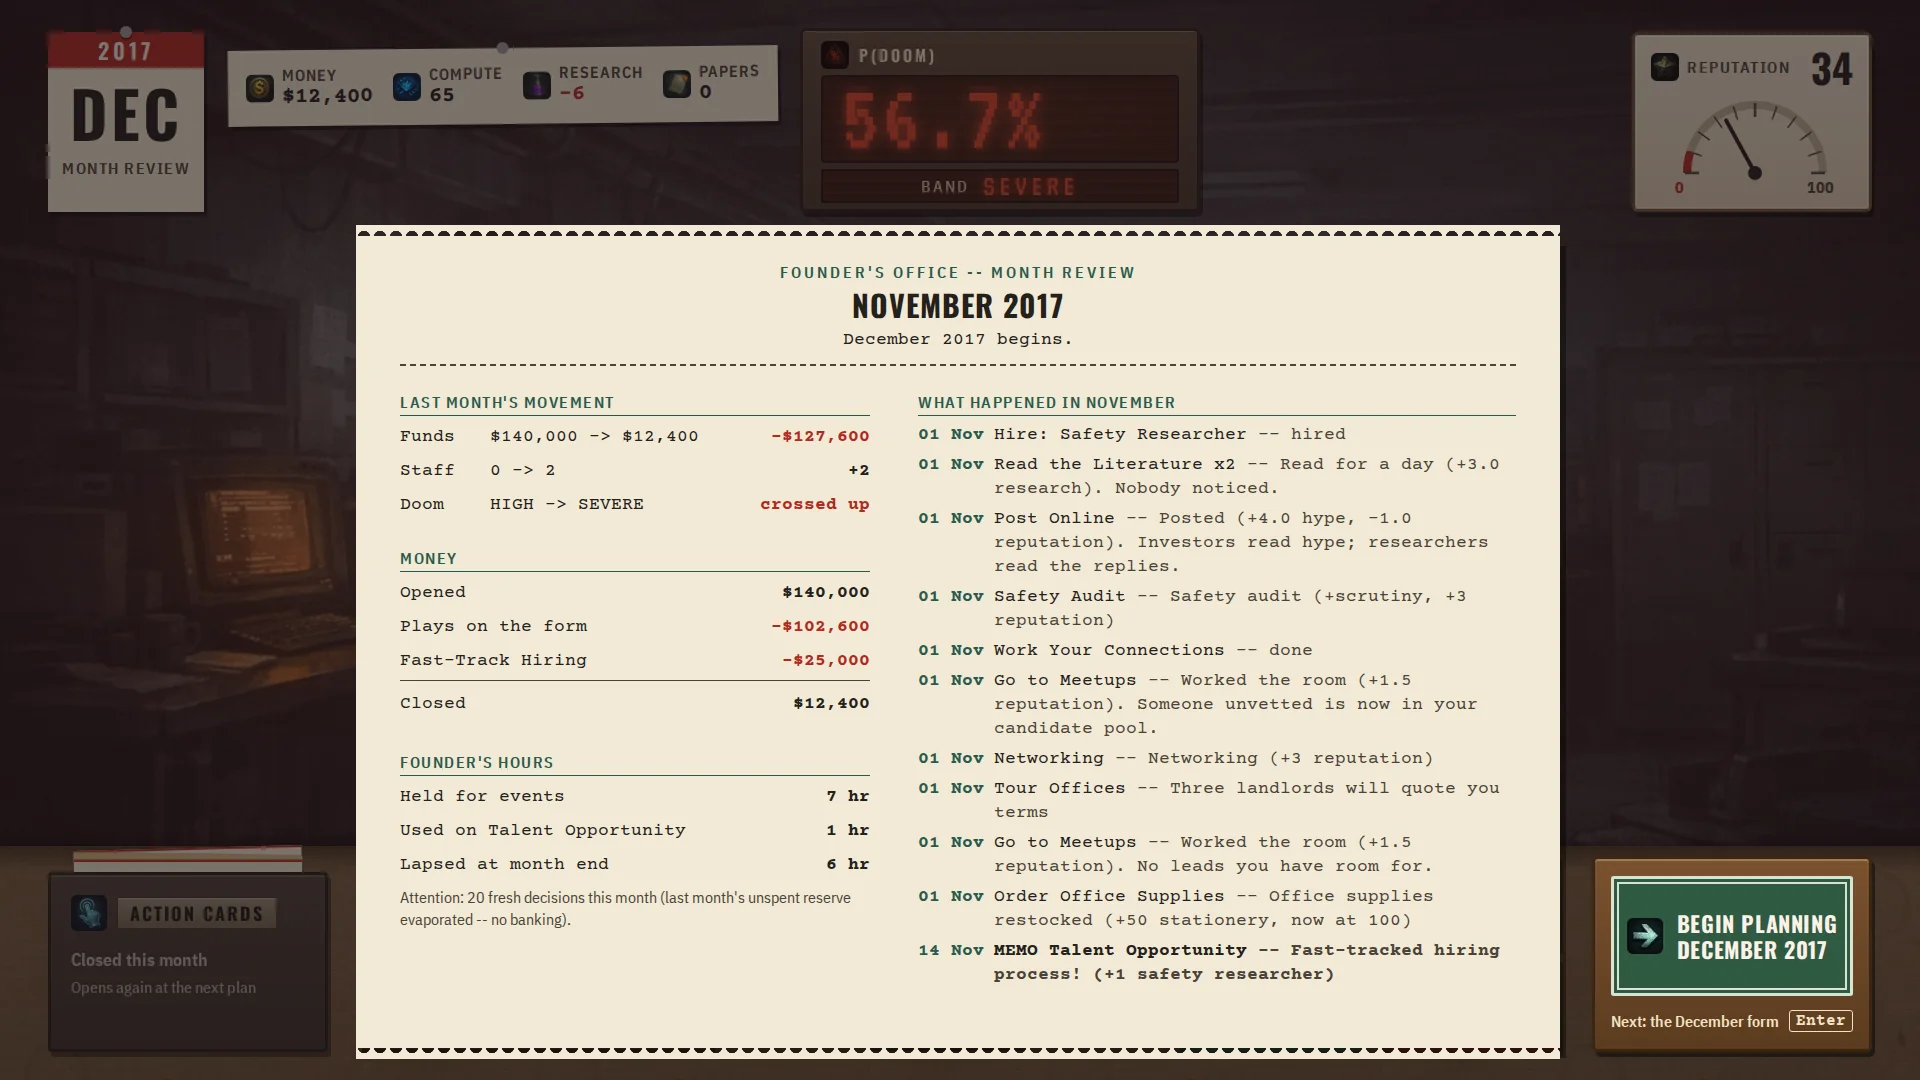 2017
DEC
MONTH REVIEW
MONEY
$12,400
COMPUTE
65
RESEARCH
-6
PAPERS
0
P(DOOM)
56.7%
BAND SEVERE
REPUTATION 34
0 100
FOUNDER'S OFFICE -- MONTH REVIEW
NOVEMBER 2017
December 2017 begins.
LAST MONTH'S MOVEMENT
Funds $140,000 -> $12,400 -$127,600
Staff 0 -> 2 +2
Doom HIGH -> SEVERE crossed up
MONEY
Opened $140,000
Plays on the form -$102,600
Fast-Track Hiring -$25,000
Closed $12,400
FOUNDER'S HOURS
Held for events 7 hr
Used on Talent Opportunity 1 hr
Lapsed at month end 6 hr
Attention: 20 fresh decisions this month (last month's unspent reserve
evaporated -- no banking).
WHAT HAPPENED IN NOVEMBER
01 Nov Hire: Safety Researcher -- hired
01 Nov Read the Literature x2 -- Read for a day (+3.0
research). Nobody noticed.
01 Nov Post Online -- Posted (+4.0 hype, -1.0
reputation). Investors read hype; researchers
read the replies.
01 Nov Safety Audit -- Safety audit (+scrutiny, +3
reputation)
01 Nov Work Your Connections -- done
01 Nov Go to Meetups -- Worked the room (+1.5
reputation). Someone unvetted is now in your
candidate pool.
01 Nov Networking -- Networking (+3 reputation)
01 Nov Tour Offices -- Three landlords will quote you
terms
01 Nov Go to Meetups -- Worked the room (+1.5
reputation). No leads you have room for.
01 Nov Order Office Supplies -- Office supplies
restocked (+50 stationery, now at 100)
14 Nov MEMO Talent Opportunity -- Fast-tracked hiring
process! (+1 safety researcher)
ACTION CARDS
Closed this month
Opens again at the next plan
BEGIN PLANNING
DECEMBER 2017
Next: the December form Enter